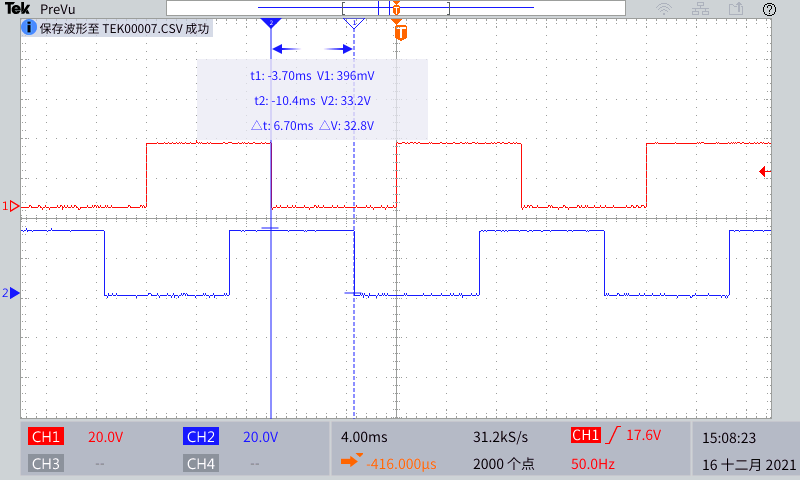 Tek PreVu
保存波形至 TEK00007.CSV 成功
t1: -3.70ms V1: 396mV
t2: -10.4ms V2: 33.2V
△t: 6.70ms △V: 32.8V
CH1 20.0V CH2 20.0V 4.00ms 31.2kS/s CH1 17.6V 15:08:23
CH3 -- CH4 -- -416.000µs 2000 个点 50.0Hz 16 十二月 2021